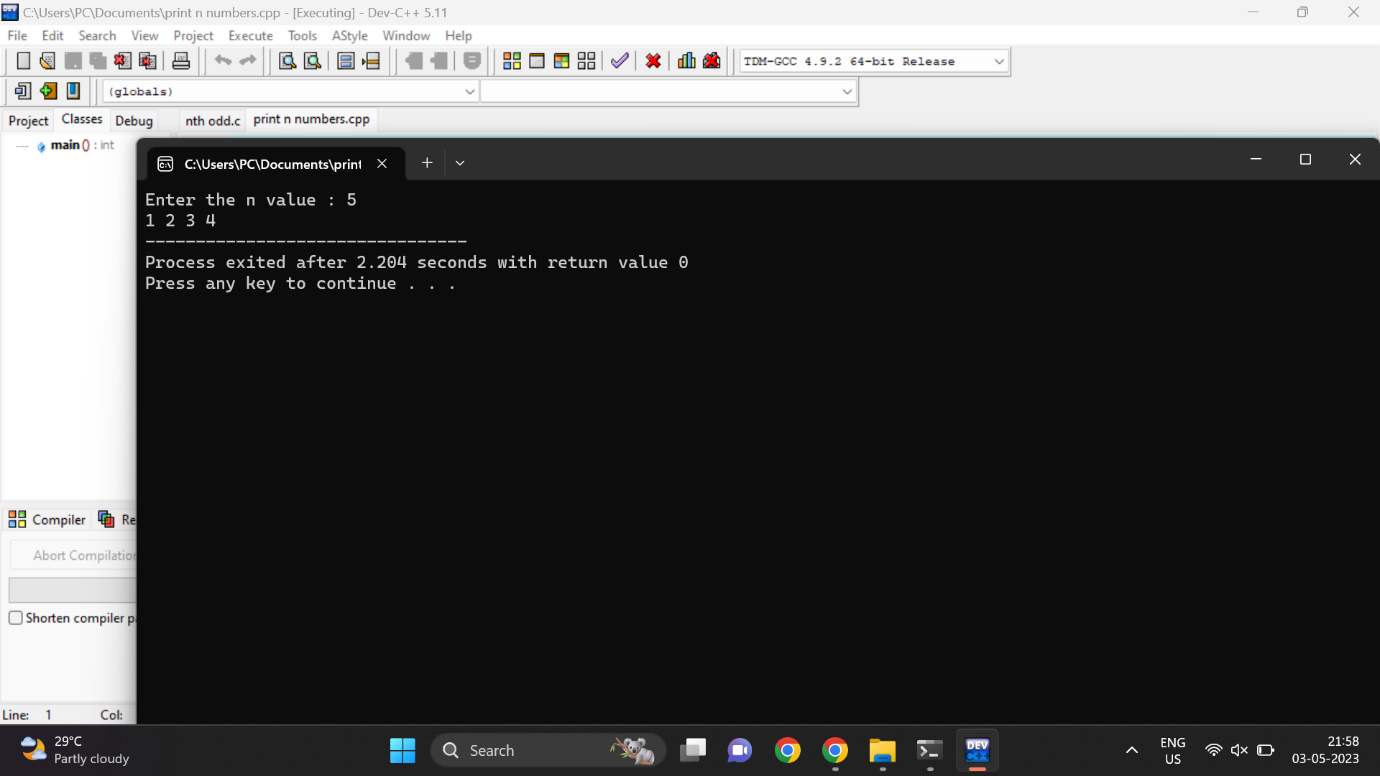 C:\Users\PC\Documents\print n numbers.cpp - [Executing] - Dev-C++ 5.11
File Edit Search View Project Execute Tools AStyle Window Help
TDM-GCC 4.9.2 64-bit Release
(globals)
Project Classes Debug nth odd.c print n numbers.cpp
main () : int
C:\Users\PC\Documents\print
Enter the n value : 5
1 2 3 4
--------------------------------
Process exited after 2.204 seconds with return value 0
Press any key to continue . . .
Compiler
Abort Compilation
Shorten compiler
Line: 1 Col:
29°C
Partly cloudy
Search
DEV
ENG
US
21:58
03-05-2023